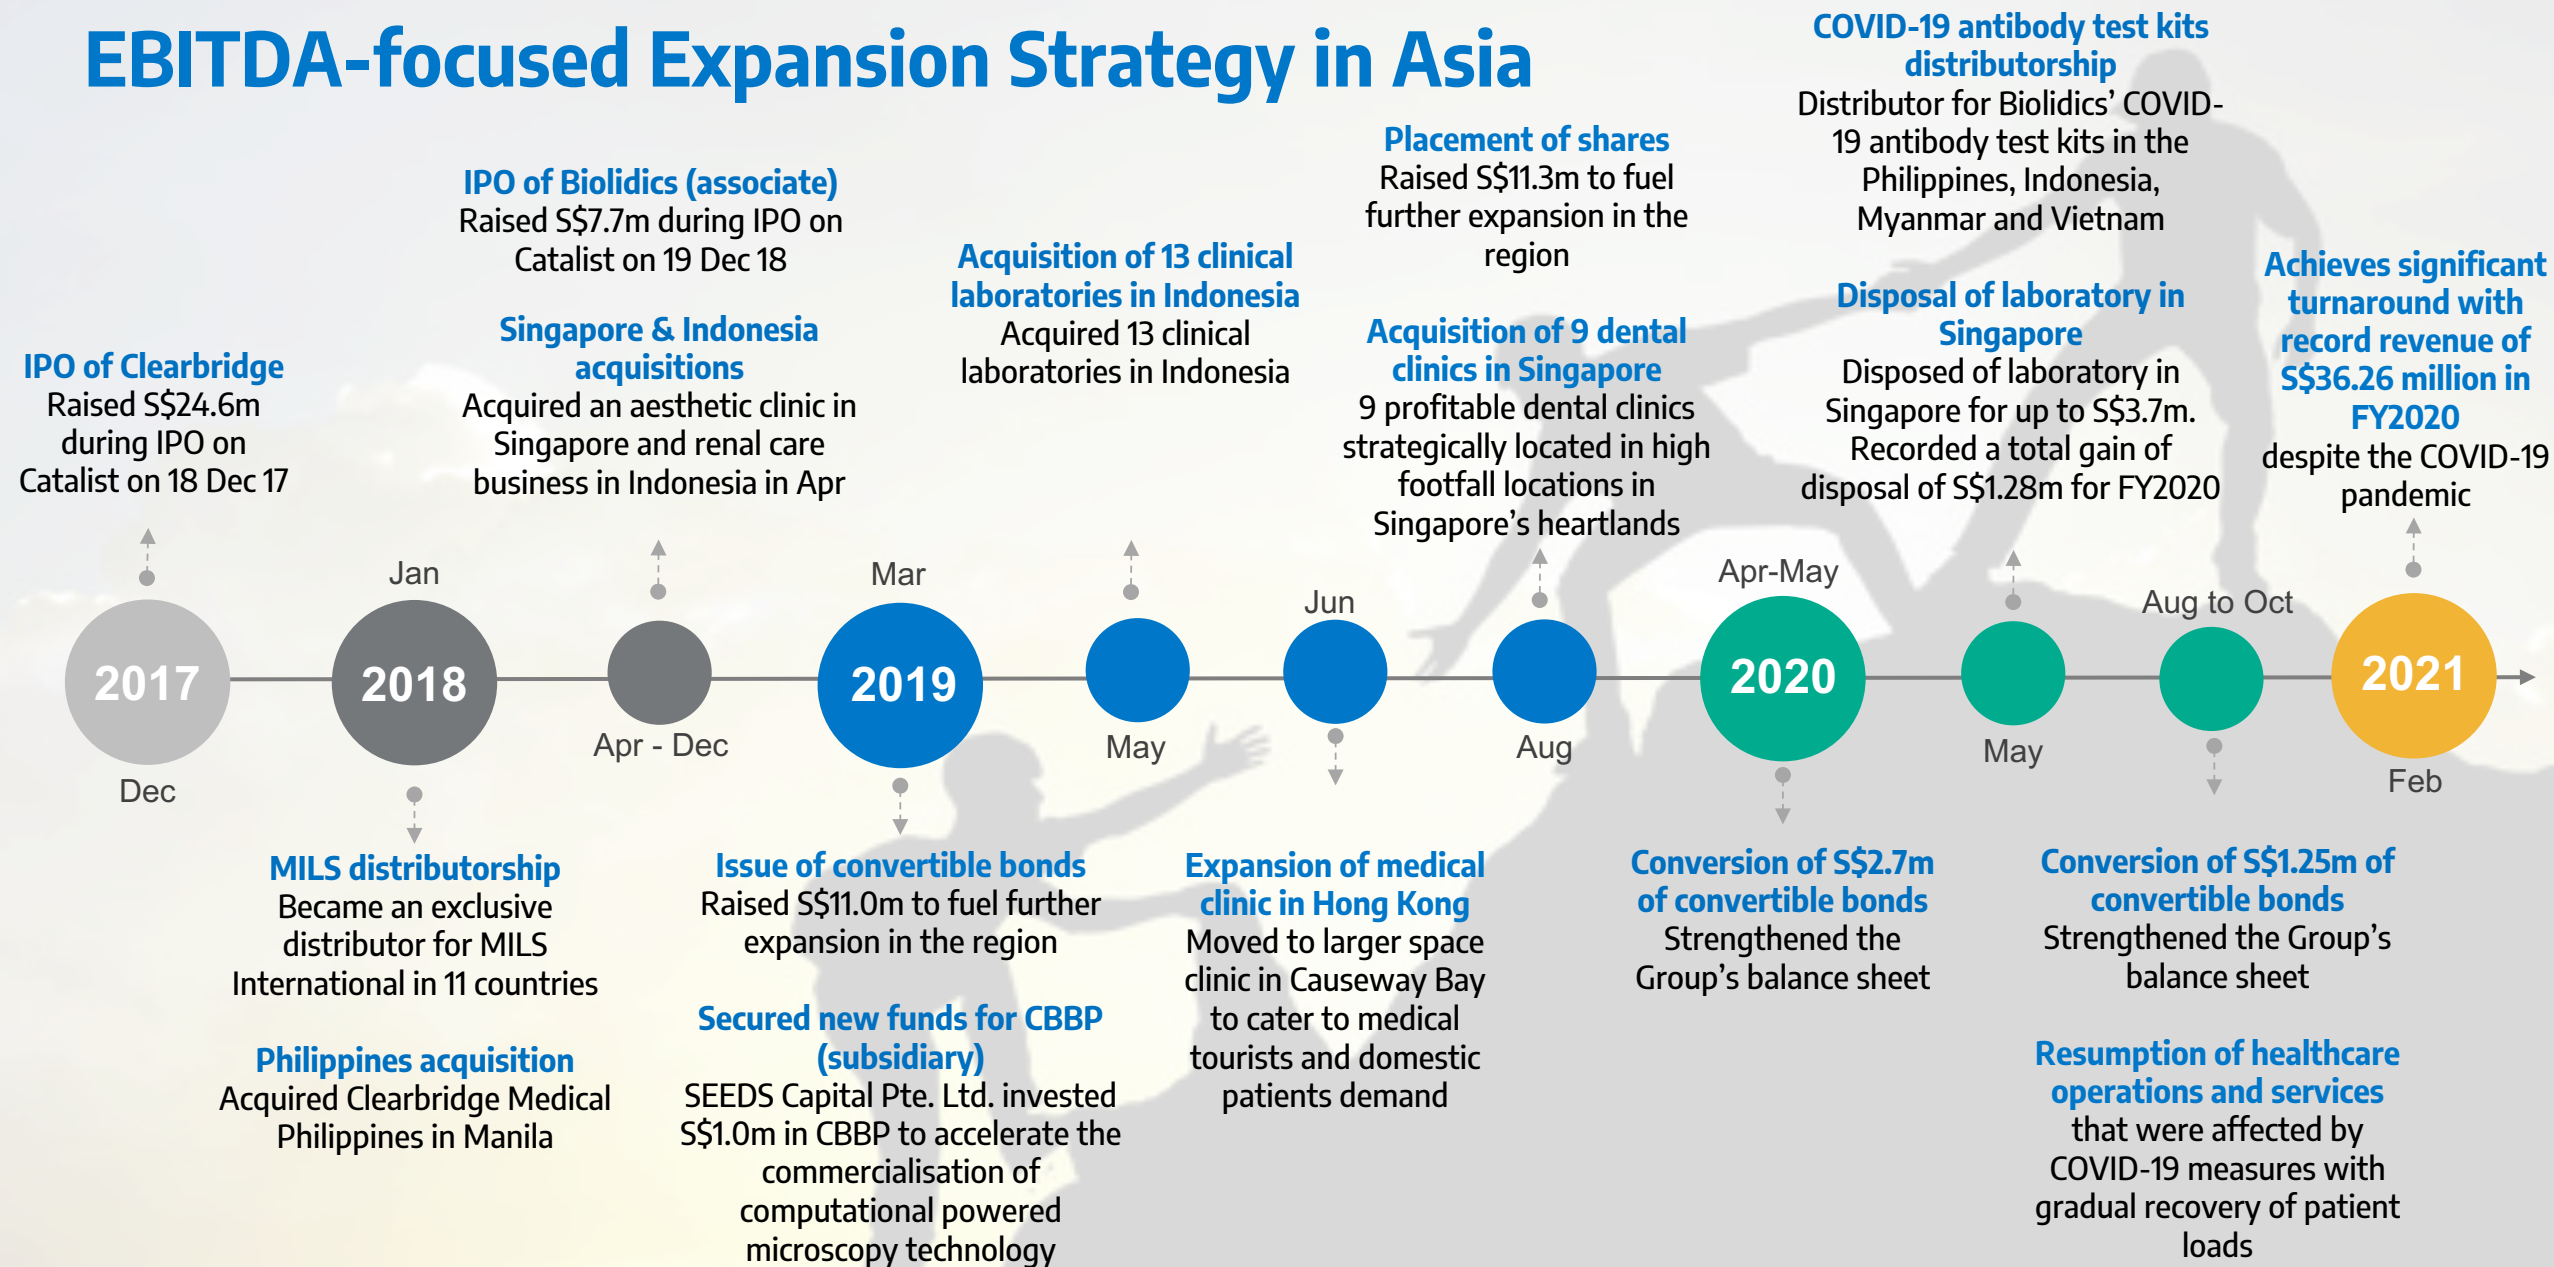 EBITDA-focused Expansion Strategy in Asia
IPO of Clearbridge
Raised S$24.6m
during IPO on
Catalist on 18 Dec 17
IPO of Biolidics (associate)
Raised S$7.7m during IPO on
Catalist on 19 Dec 18
Singapore & Indonesia
acquisitions
Acquired an aesthetic clinic in
Singapore and renal care
business in Indonesia in Apr
Acquisition of 13 clinical
laboratories in Indonesia
Acquired 13 clinical
laboratories in Indonesia
Placement of shares
Raised S$11.3m to fuel
further expansion in the
region
Acquisition of 9 dental
clinics in Singapore
9 profitable dental clinics
strategically located in high
footfall locations in
Singapore’s heartlands
COVID-19 antibody test kits
distributorship
Distributor for Biolidics’ COVID-
19 antibody test kits in the
Philippines, Indonesia,
Myanmar and Vietnam
Disposal of laboratory in
Singapore
Disposed of laboratory in
Singapore for up to S$3.7m.
Recorded a total gain of
disposal of S$1.28m for FY2020
Achieves significant
turnaround with
record revenue of
S$36.26 million in
FY2020
despite the COVID-19
pandemic
2017
Dec
Jan
2018
Apr - Dec
Mar
2019
May
Jun
Aug
Apr-May
2020
May
Aug to Oct
2021
Feb
MILS distributorship
Became an exclusive
distributor for MILS
International in 11 countries
Philippines acquisition
Acquired Clearbridge Medical
Philippines in Manila
Issue of convertible bonds
Raised S$11.0m to fuel further
expansion in the region
Secured new funds for CBBP
(subsidiary)
SEEDS Capital Pte. Ltd. invested
S$1.0m in CBBP to accelerate the
commercialisation of
computational powered
microscopy technology
Expansion of medical
clinic in Hong Kong
Moved to larger space
clinic in Causeway Bay
to cater to medical
tourists and domestic
patients demand
Conversion of S$2.7m
of convertible bonds
Strengthened the
Group’s balance sheet
Conversion of S$1.25m of
convertible bonds
Strengthened the Group’s
balance sheet
Resumption of healthcare
operations and services
that were affected by
COVID-19 measures with
gradual recovery of patient
loads